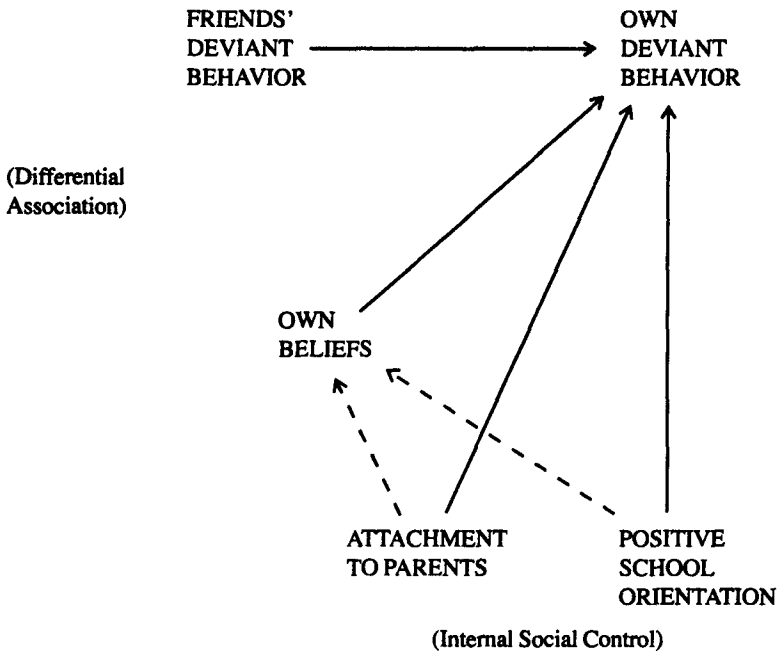 FRIENDS'
DEVIANT
BEHAVIOR
OWN
DEVIANT
BEHAVIOR
(Differential
Association)
OWN
BELIEFS
ATTACHMENT
TO PARENTS
POSITIVE
SCHOOL
ORIENTATION
(Internal Social Control)